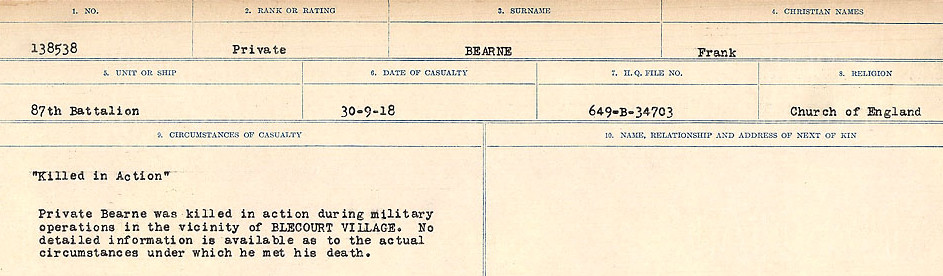 1. NO. 2. RANK OR RATING 3. SURNAME 4. CHRISTIAN NAMES
138538 Private BEARNE Frank
5. UNIT OR SHIP 6. DATE OF CASUALTY 7. H.Q. FILE NO. 8. RELIGION
87th Battalion 30-9-18 649-B-34703 Church of England
9. CIRCUMSTANCES OF CASUALTY 10. NAME, RELATIONSHIP AND ADDRESS OF NEXT OF KIN
"Killed in Action"
Private Bearne was killed in action during military
operations in the vicinity of BLECOURT VILLAGE. No
detailed information is available as to the actual
circumstances under which he met his death.